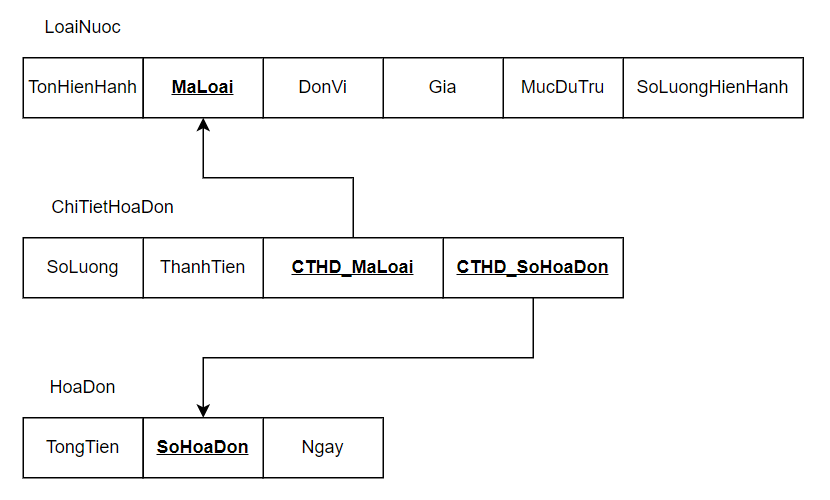 LoaiNuoc
TonHienHanh MaLoai DonVi Gia MucDuTru SoLuongHienHanh
ChiTietHoaDon
SoLuong ThanhTien CTHD_MaLoai CTHD_SoHoaDon
HoaDon
TongTien SoHoaDon Ngay